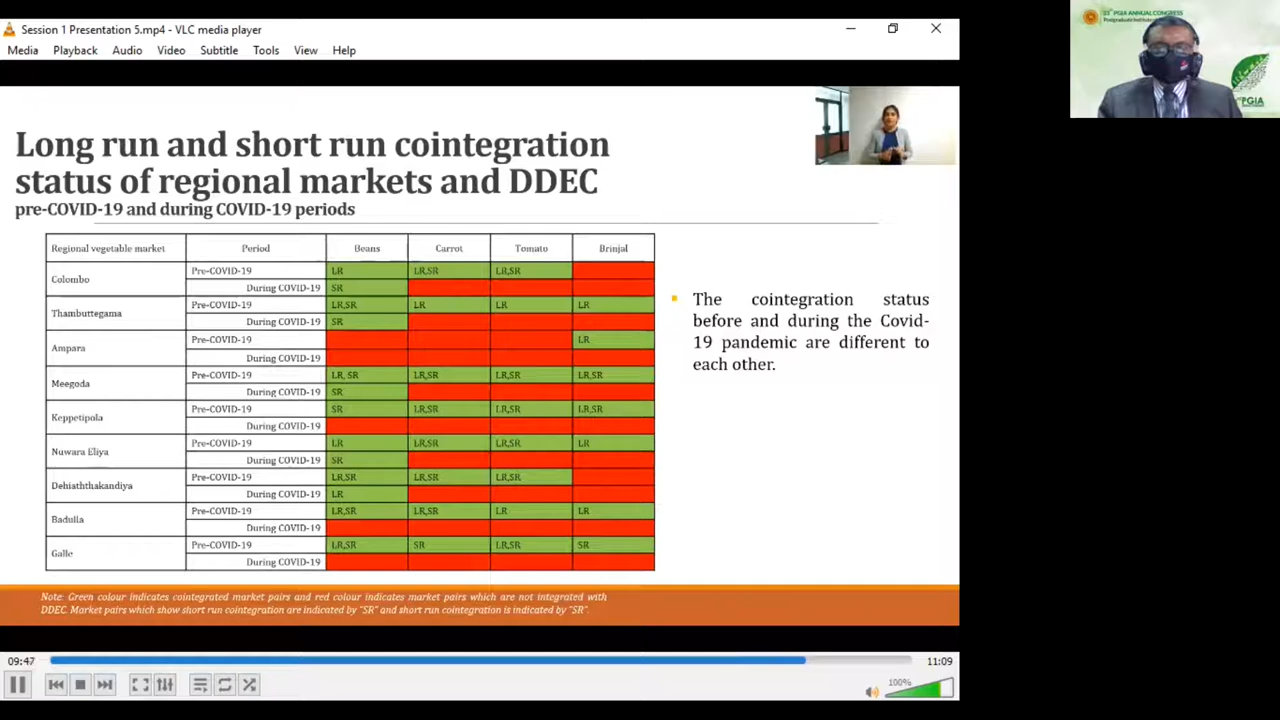 Session 1 Presentation 5.mp4 - VLC media player
Media Playback Audio Video Subtitle Tools View Help
Long run and short run cointegration
status of regional markets and DDEC
pre-COVID-19 and during COVID-19 periods
Regional vegetable market Period Beans Carrot Tomato Brinjal
Colombo
Pre-COVID-19 LR LR,SR LR,SR
During COVID-19 SR
Thambuttegama
Pre-COVID-19 LR,SR LR LR LR
During COVID-19 SR
Ampara
Pre-COVID-19 LR
During COVID-19
Meegoda
Pre-COVID-19 LR, SR LR,SR LR,SR LR,SR
During COVID-19 SR
Keppetipola
Pre-COVID-19 SR LR,SR LR,SR LR,SR
During COVID-19
Nuwara Eliya
Pre-COVID-19 LR LR,SR LR,SR LR
During COVID-19 SR
Dehiaththakandiya
Pre-COVID-19 LR,SR LR,SR LR,SR
During COVID-19 LR
Badulla
Pre-COVID-19 LR,SR LR,SR LR LR
During COVID-19
Galle
Pre-COVID-19 LR,SR SR LR,SR SR
During COVID-19
The cointegration status
before and during the Covid-
19 pandemic are different to
each other.
Note: Green colour indicates cointegrated market pairs and red colour indicates market pairs which are not integrated with
DDEC. Market pairs which show short run cointegration are indicated by "SR" and short run cointegration is indicated by "SR".
09:47 11:09
100%
33rd PGIA ANNUAL CONGRESS
Postgraduate Institute
PGIA